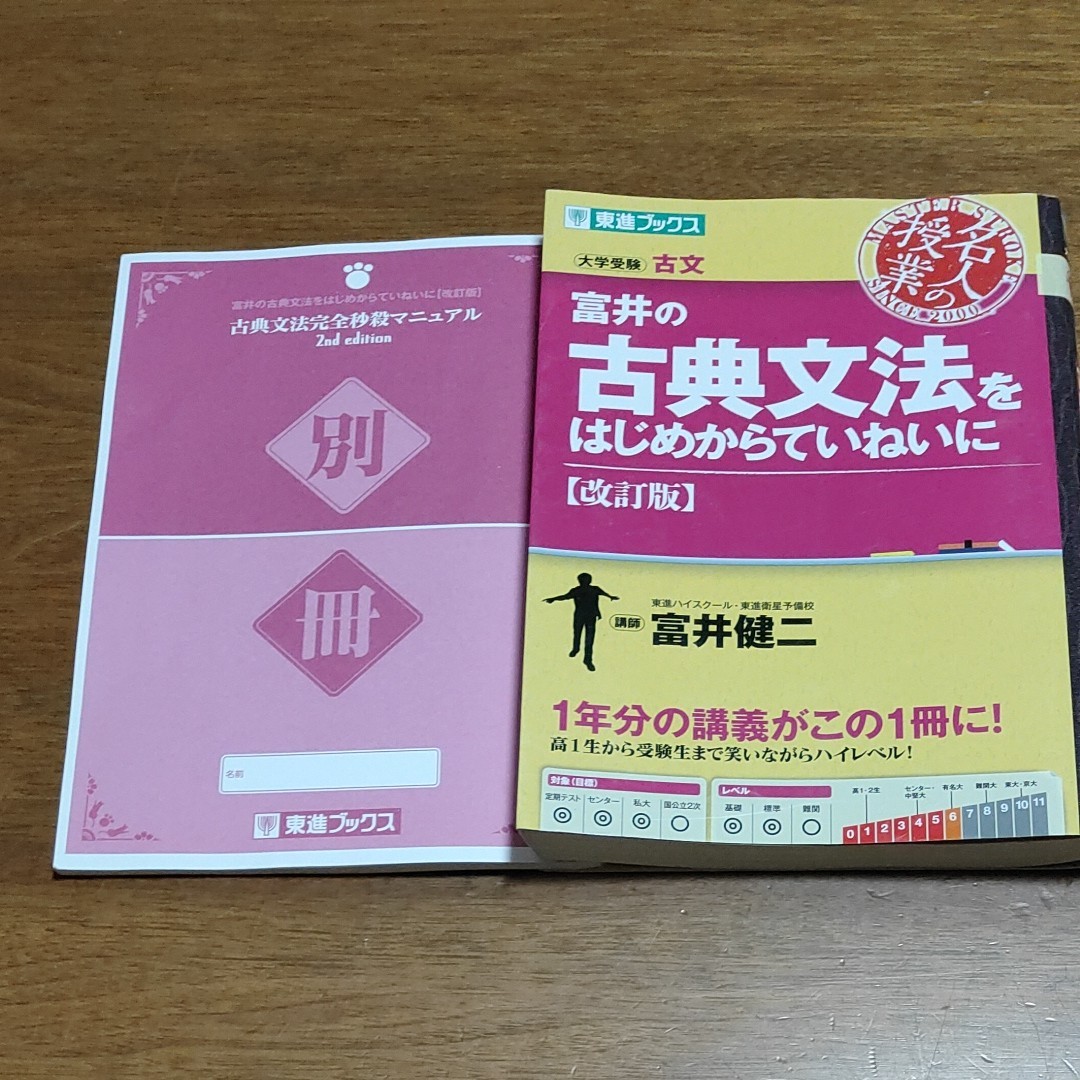 富井の古典文法をはじめからていねいに【改訂版】
古典文法完全秒殺マニュアル
2nd edition
別
冊
名前
東進ブックス
東進ブックス
大学受験 古文
MASTER STROKE
名人の授業
SINCE 2000
富井の
古典文法を
はじめからていねいに
【改訂版】
東進ハイスクール・東進衛星予備校
講師 富井健二
1年分の講義がこの1冊に!
高1生から受験生まで笑いながらハイレベル!
対象(目標)
定期テスト センター 私大 国公立2次
◎ ◎ ◎ ○
レベル
基礎 標準 難関
◎ ◎ ○
高1・2生 センター・中堅大 有名大 難関大 東大・京大
0 1 2 3 4 5 6 7 8 9 10 11